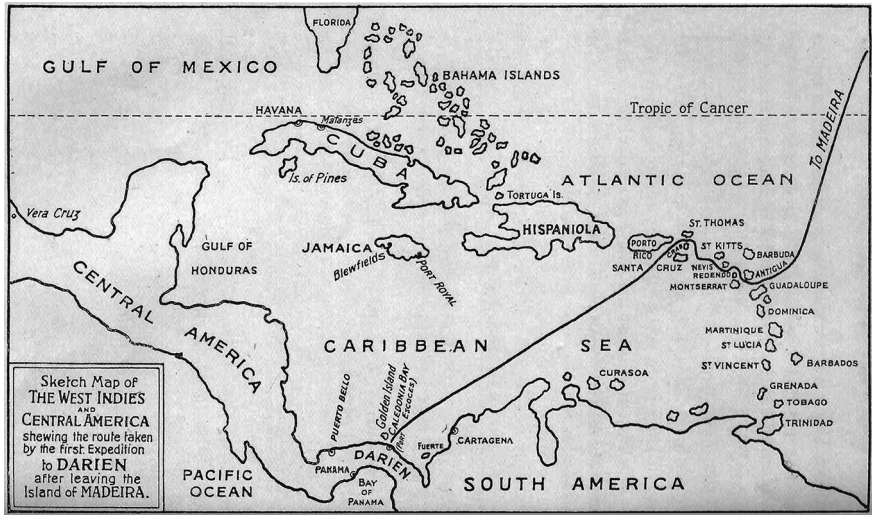 FLORIDA
GULF OF MEXICO
BAHAMA ISLANDS
HAVANA
Matanzas
Tropic of Cancer
CUBA
To MADEIRA
Is. of Pines
TORTUGA Is.
ATLANTIC OCEAN
Vera Cruz
ST. THOMAS
HISPANIOLA
GULF OF
HONDURAS
JAMAICA
Blewfields
PORT ROYAL
PORTO
RICO
CRAB
ST KITTS
BARBUDA
SANTA CRUZ
NEVIS
REDENDO
ANTIGUA
MONTSERRAT
GUADALOUPE
CENTRAL AMERICA
DOMINICA
MARTINIQUE
CARIBBEAN SEA
ST LUCIA
ST VINCENT
BARBADOS
CURASOA
GRENADA
TOBAGO
TRINIDAD
PUERTO BELLO
Golden Island
CALEDONIA BAY
(PORT ESCOCES)
FUERTE
CARTAGENA
DARIEN
PANAMA
BAY
OF
PANAMA
PACIFIC
OCEAN
SOUTH AMERICA
Sketch Map of
THE WEST INDIES
AND
CENTRAL AMERICA
shewing the route taken
by the first Expedition
to DARIEN
after leaving the
Island of MADEIRA.